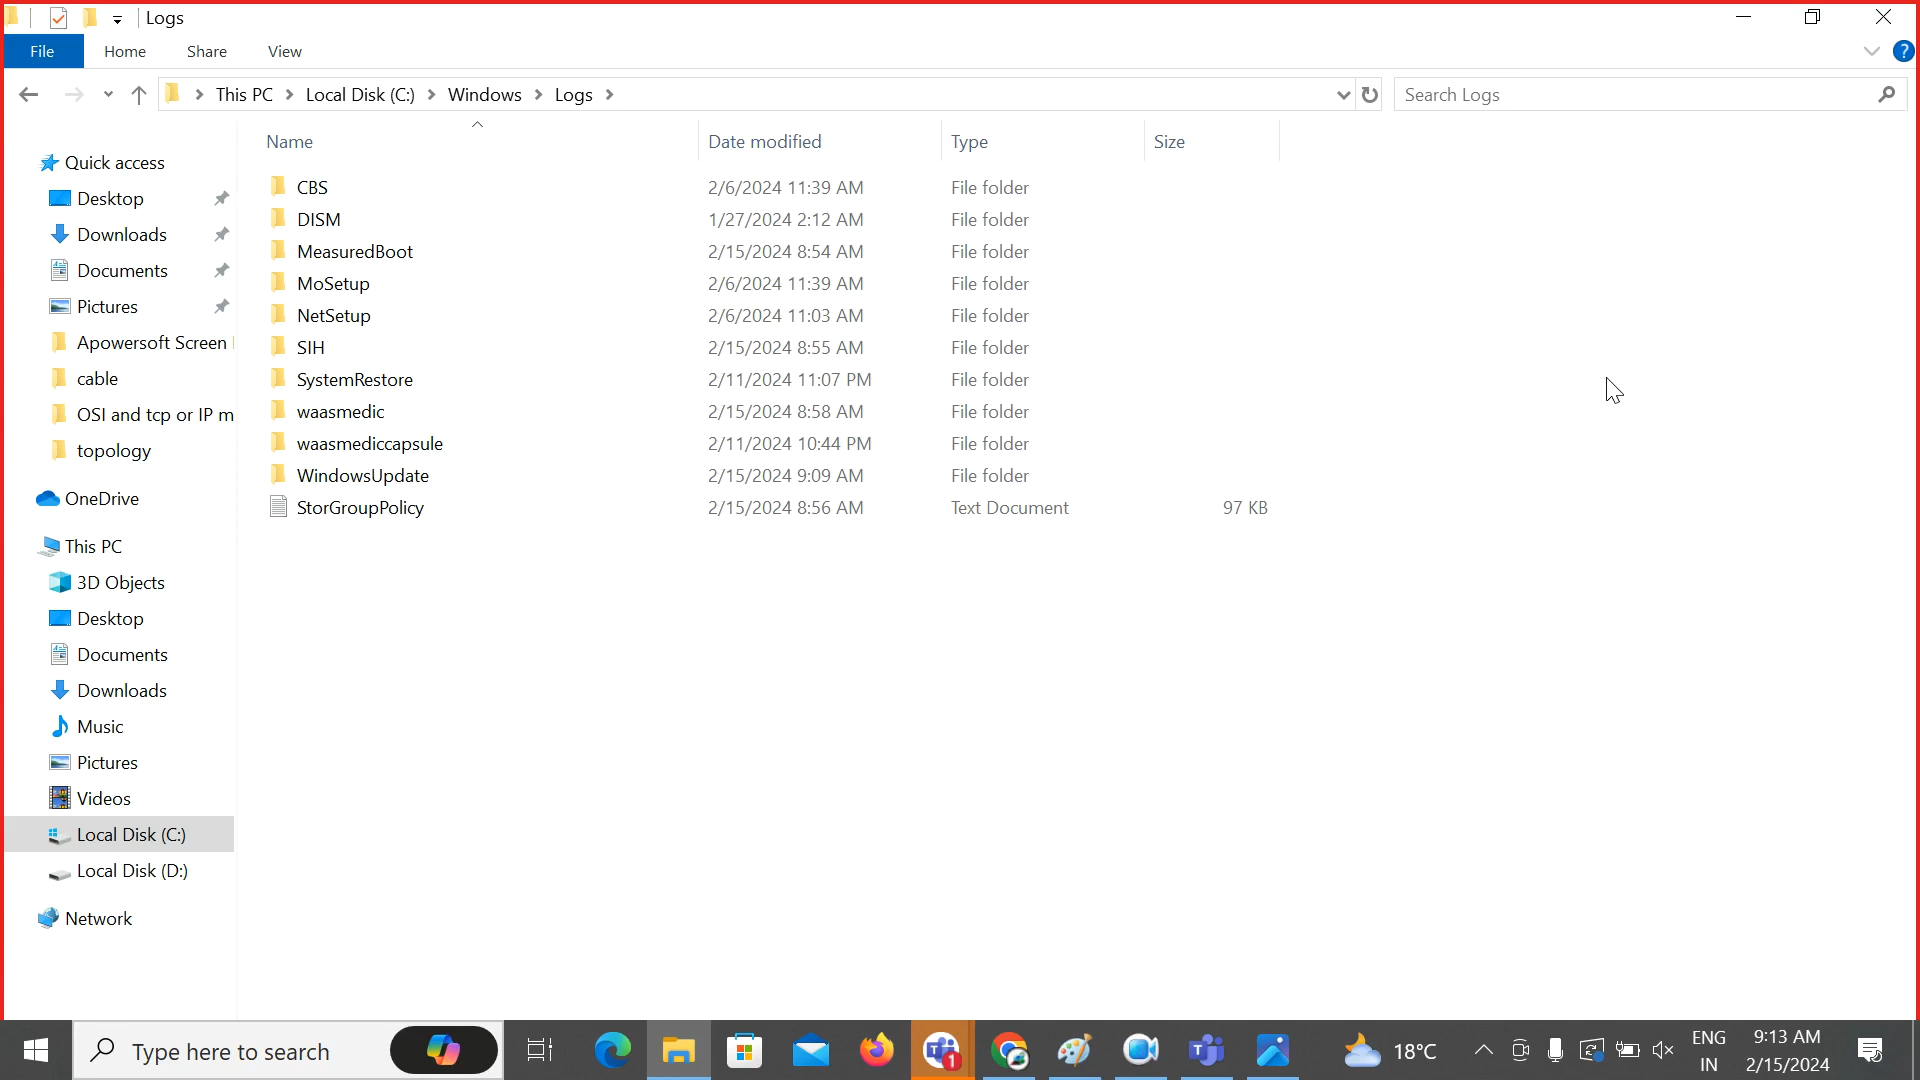 Logs
File Home Share View ?
This PC Local Disk (C:) Windows Logs Search Logs
Name Date modified Type Size
Quick access
Desktop
Downloads
Documents
Pictures
Apowersoft Screen
cable
OSI and tcp or IP m
topology
OneDrive
This PC
3D Objects
Desktop
Documents
Downloads
Music
Pictures
Videos
Local Disk (C:)
Local Disk (D:)
Network
CBS 2/6/2024 11:39 AM File folder
DISM 1/27/2024 2:12 AM File folder
MeasuredBoot 2/15/2024 8:54 AM File folder
MoSetup 2/6/2024 11:39 AM File folder
NetSetup 2/6/2024 11:03 AM File folder
SIH 2/15/2024 8:55 AM File folder
SystemRestore 2/11/2024 11:07 PM File folder
waasmedic 2/15/2024 8:58 AM File folder
waasmediccapsule 2/11/2024 10:44 PM File folder
WindowsUpdate 2/15/2024 9:09 AM File folder
StorGroupPolicy 2/15/2024 8:56 AM Text Document 97 KB
Type here to search
1
18°C
ENG
IN
9:13 AM
2/15/2024